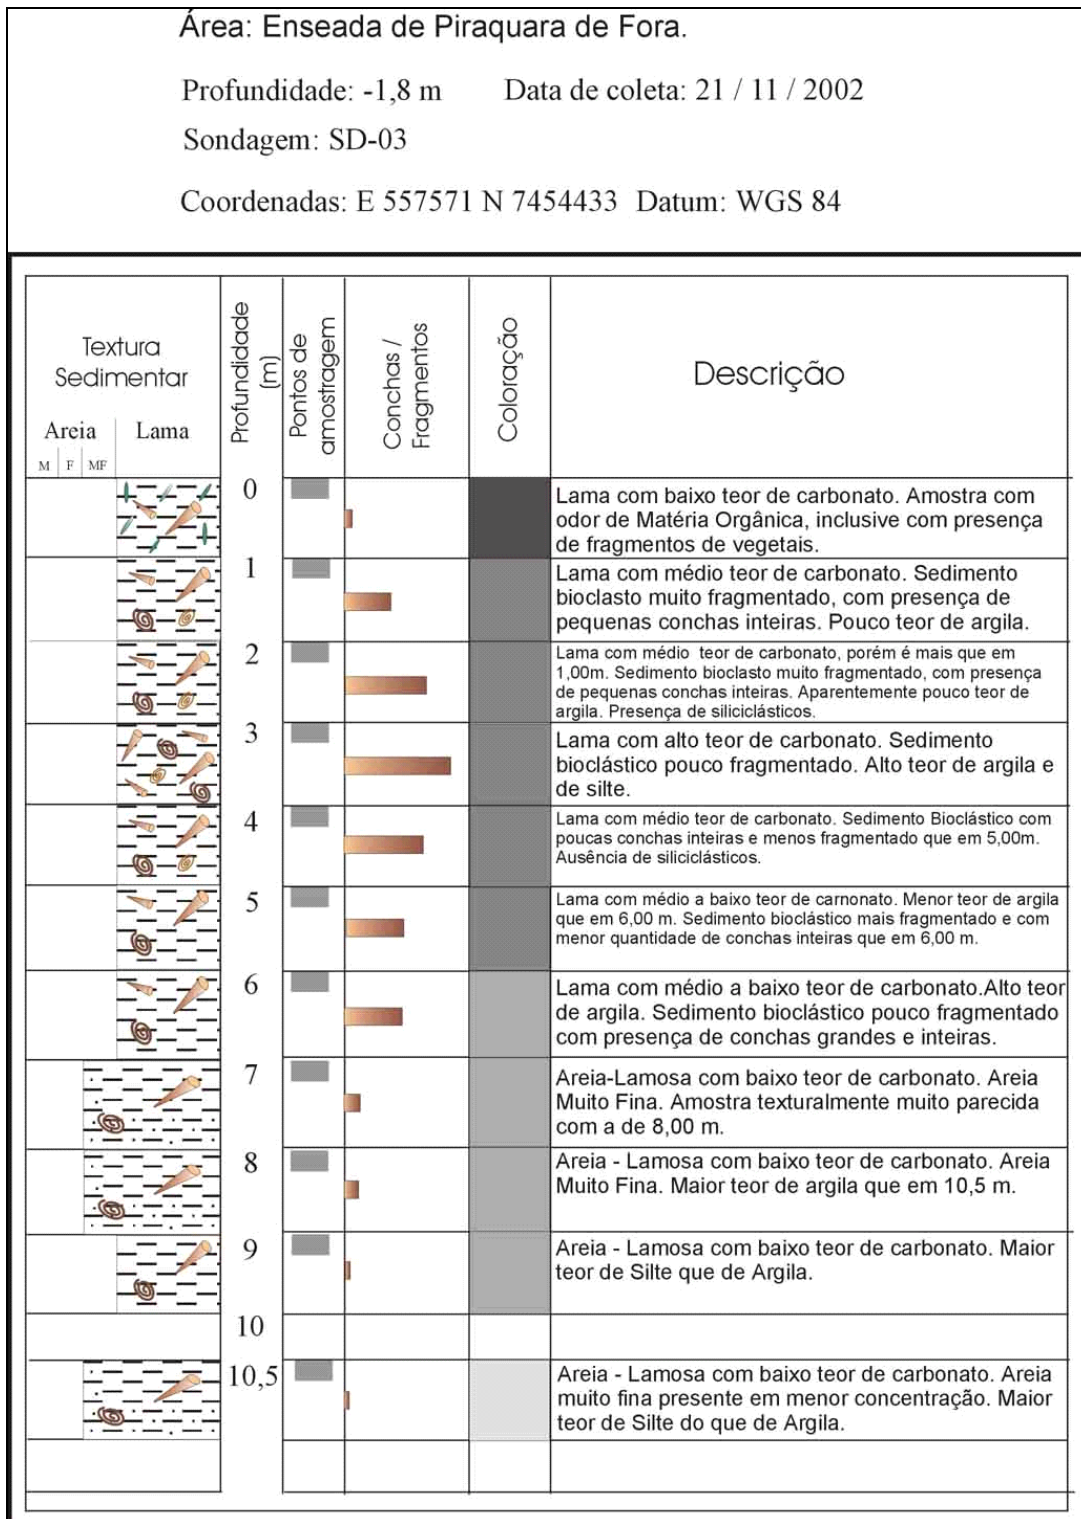 Área: Enseada de Piraquara de Fora.
Profundidade: -1,8 m Data de coleta: 21 / 11 / 2002
Sondagem: SD-03
Coordenadas: E 557571 N 7454433 Datum: WGS 84
Textura
Sedimentar
Areia Lama
M F MF
Profundidade
(m)
Pontos de
amostragem
Conchas /
Fragmentos
Coloração
Descrição
0
Lama com baixo teor de carbonato. Amostra com
odor de Matéria Orgânica, inclusive com presença
de fragmentos de vegetais.
1
Lama com médio teor de carbonato. Sedimento
bioclasto muito fragmentado, com presença de
pequenas conchas inteiras. Pouco teor de argila.
2
Lama com médio teor de carbonato, porém é mais que em
1,00m. Sedimento bioclasto muito fragmentado, com presença
de pequenas conchas inteiras. Aparentemente pouco teor de
argila. Presença de siliciclásticos.
3
Lama com alto teor de carbonato. Sedimento
bioclástico pouco fragmentado. Alto teor de argila e
de silte.
4
Lama com médio teor de carbonato. Sedimento Bioclástico com
poucas conchas inteiras e menos fragmentado que em 5,00m.
Ausência de siliciclásticos.
5
Lama com médio a baixo teor de carnonato. Menor teor de argila
que em 6,00 m. Sedimento bioclástico mais fragmentado e com
menor quantidade de conchas inteiras que em 6,00 m.
6
Lama com médio a baixo teor de carbonato.Alto teor
de argila. Sedimento bioclástico pouco fragmentado
com presença de conchas grandes e inteiras.
7
Areia-Lamosa com baixo teor de carbonato. Areia
Muito Fina. Amostra texturalmente muito parecida
com a de 8,00 m.
8
Areia - Lamosa com baixo teor de carbonato. Areia
Muito Fina. Maior teor de argila que em 10,5 m.
9
Areia - Lamosa com baixo teor de carbonato. Maior
teor de Silte que de Argila.
10
10,5
Areia - Lamosa com baixo teor de carbonato. Areia
muito fina presente em menor concentração. Maior
teor de Silte do que de Argila.